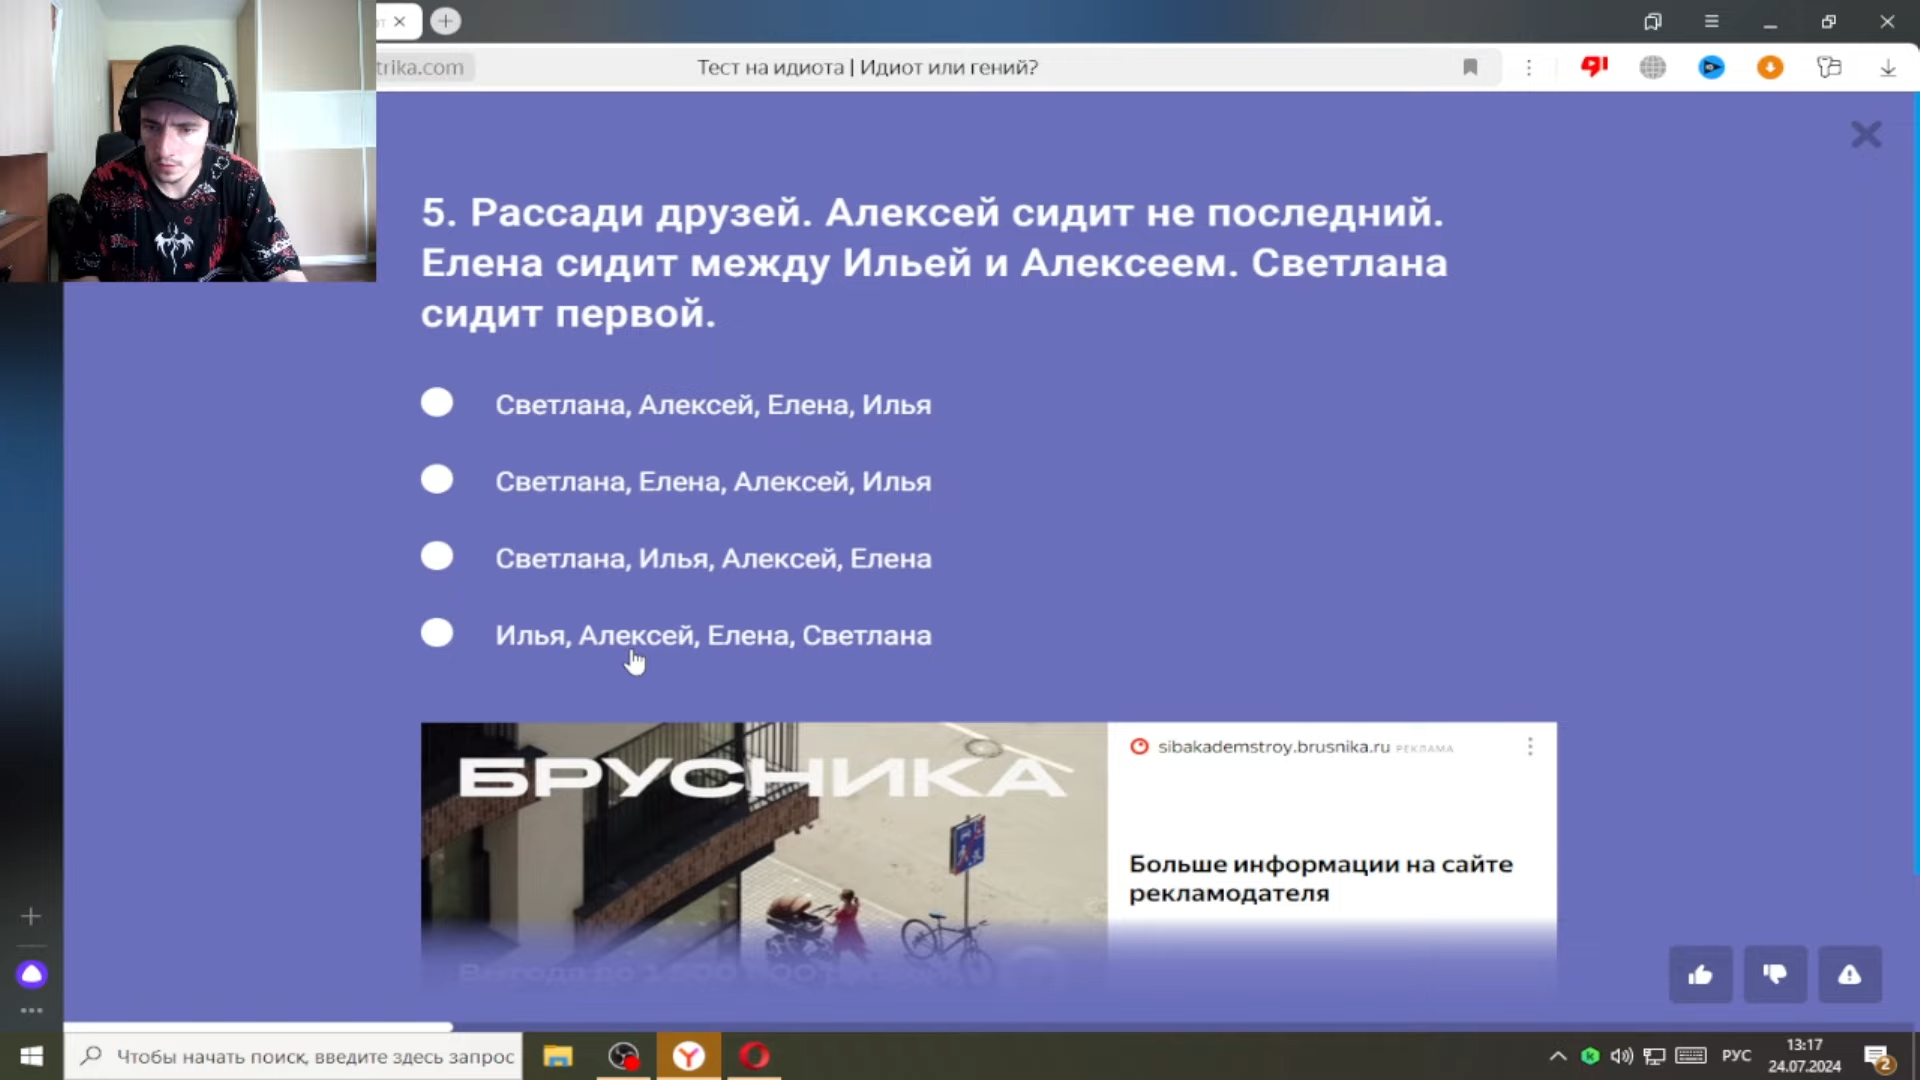 trika.com
Тест на идиота | Идиот или гений?
5. Рассади друзей. Алексей сидит не последний.
Елена сидит между Ильей и Алексеем. Светлана
сидит первой.
Светлана, Алексей, Елена, Илья
Светлана, Елена, Алексей, Илья
Светлана, Илья, Алексей, Елена
Илья, Алексей, Елена, Светлана
БРУСНИКА
sibakademstroy.brusnika.ru РЕКЛАМА
Больше информации на сайте
рекламодателя
Чтобы начать поиск, введите здесь запрос
РУС
13:17
24.07.2024
2